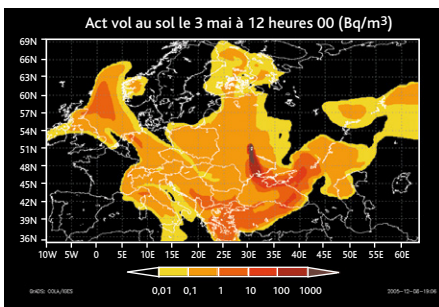 Act vol au sol le 3 mai à 12 heures 00 (Bq/m³)
69N
66N
63N
60N
57N
54N
51N
48N
45N
42N
39N
36N
10W 5W 0 5E 10E 15E 20E 25E 30E 35E 40E 45E 50E 55E 60E
0,01 0,1 1 10 100 1000
GrADS: COLA/IGES 2005-12-08-19:06